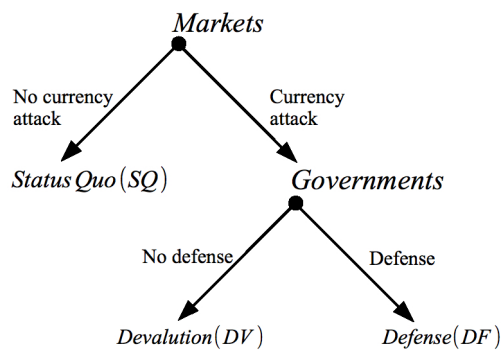 Markets
No currency
attack
Currency
attack
Status Quo(SQ)
Governments
No defense
Defense
Devalution(DV)
Defense(DF)